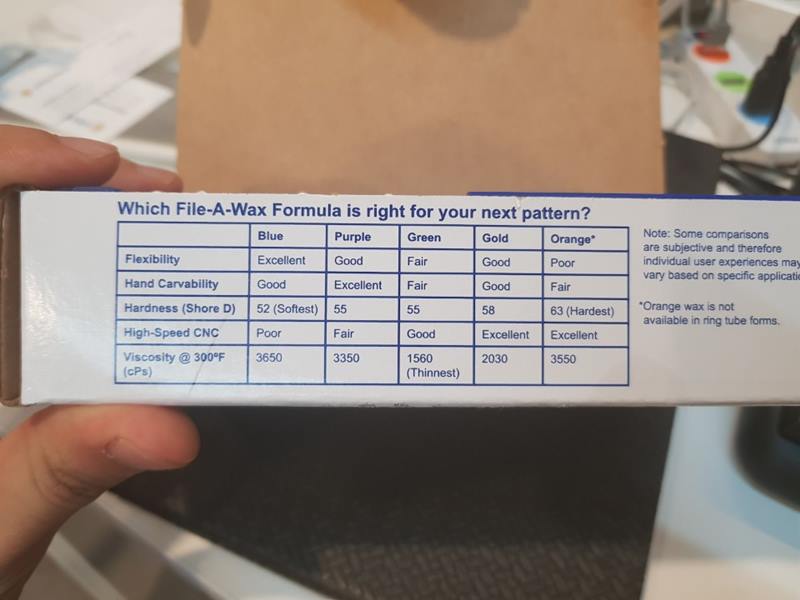 Which File-A-Wax Formula is right for your next pattern?
Blue Purple Green Gold Orange*
Flexibility Excellent Good Fair Good Poor
Hand Carvability Good Excellent Fair Good Fair
Hardness (Shore D) 52 (Softest) 55 55 58 63 (Hardest)
High-Speed CNC Poor Fair Good Excellent Excellent
Viscosity @ 300°F 3650 3350 1560 2030 3550
(cPs) (Thinnest)
Note: Some comparisons
are subjective and therefore
individual user experiences may
vary based on specific
*Orange wax is not
available in ring tube forms.